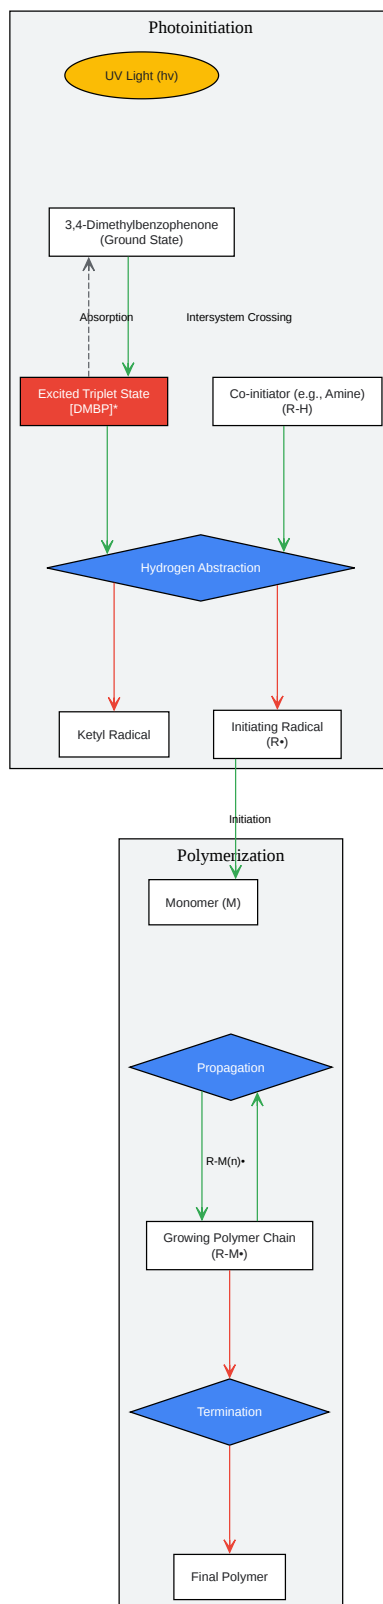 Photoinitiation
UV Light (hv)
3,4-Dimethylbenzophenone
(Ground State)
Absorption
Intersystem Crossing
Excited Triplet State
[DMBP]*
Co-initiator (e.g., Amine)
(R-H)
Hydrogen Abstraction
Ketyl Radical
Initiating Radical
(R•)
Initiation
Polymerization
Monomer (M)
Propagation
R-M(n)•
Growing Polymer Chain
(R-M•)
Termination
Final Polymer